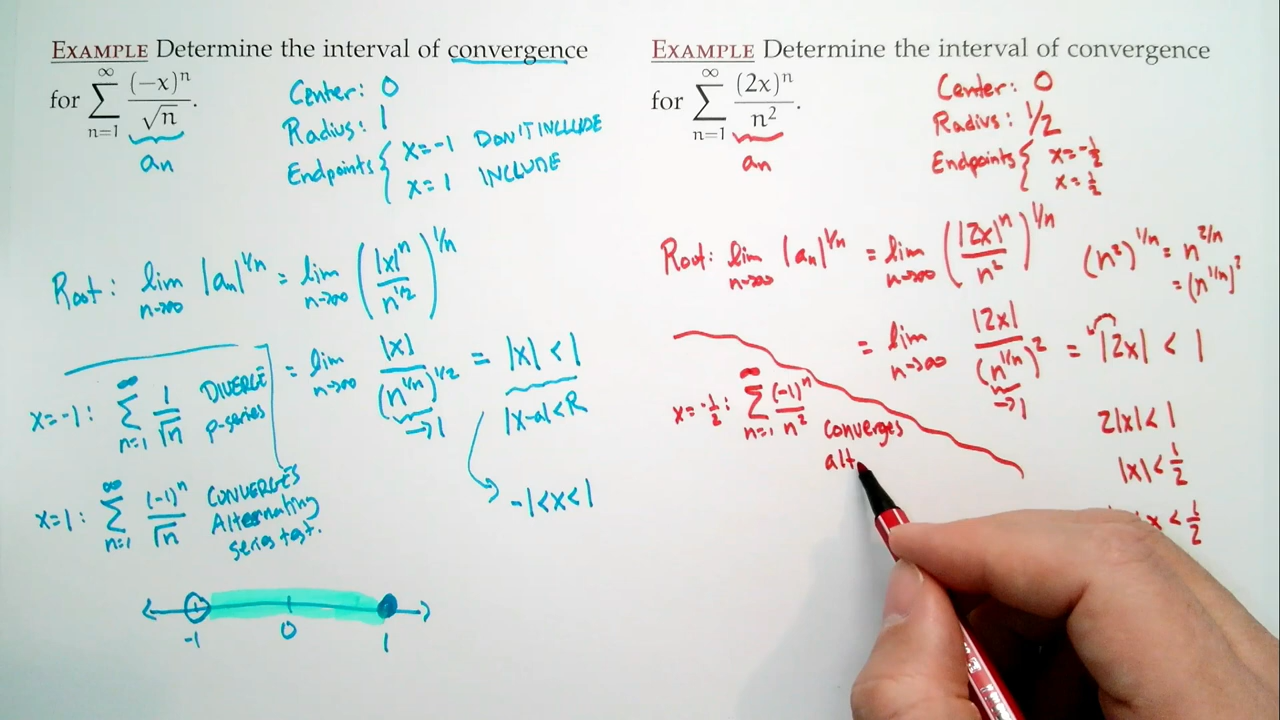 EXAMPLE Determine the interval of convergence
for ∑_{n=1}^{∞} (−x)^n / √n.
a_n
Center: 0
Radius: 1
Endpoints { x=-1 DON'T INCLUDE
x=1 INCLUDE
Root: lim_{n→∞} |a_n|^{1/n} = lim_{n→∞} (|x|^n / n^{1/2})^{1/n}
= lim_{n→∞} |x| / (n^{1/n})^{1/2} = |x| < 1
→1
|x-a|<R
-1<x<1
x=-1: ∑_{n=1}^{∞} 1/√n DIVERGE
p-series
x=1: ∑_{n=1}^{∞} (-1)^n / √n CONVERGES
Alternating
series test.
-1 0 1
EXAMPLE Determine the interval of convergence
for ∑_{n=1}^{∞} (2x)^n / n².
a_n
Center: 0
Radius: 1/2
Endpoints { x=-1/2
x=1/2
Root: lim_{n→∞} |a_n|^{1/n} = lim_{n→∞} (|2x|^n / n²)^{1/n}
(n²)^{1/n} = n^{2/n}
= (n^{1/n})²
= lim_{n→∞} |2x| / (n^{1/n})² = |2x| < 1
→1
2|x|<1
|x|<1/2
x < 1/2
x=-1/2: ∑_{n=1}^{∞} (-1)^n / n² converges
alt